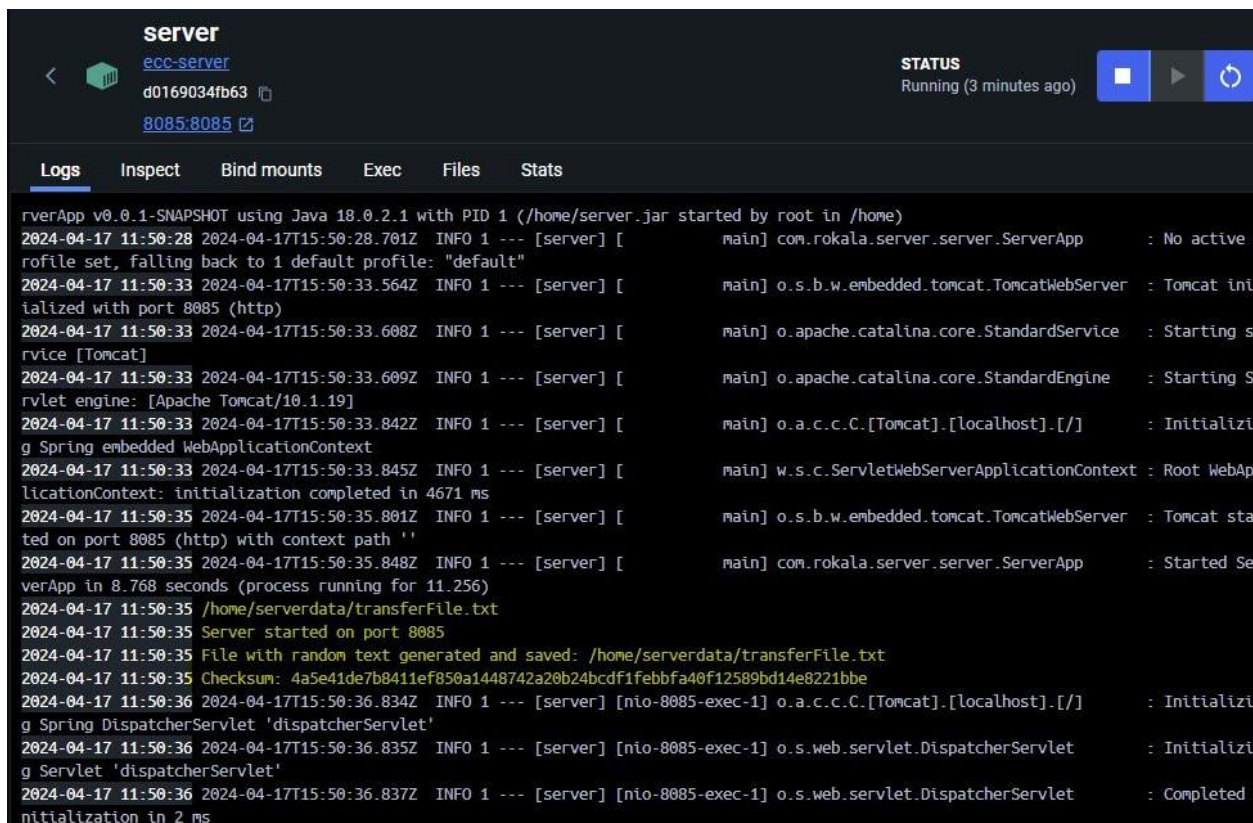 server
ecc-server
d0169034fb63
8085:8085
STATUS
Running (3 minutes ago)
Logs Inspect Bind mounts Exec Files Stats
rverApp v0.0.1-SNAPSHOT using Java 18.0.2.1 with PID 1 (/home/server.jar started by root in /home)
2024-04-17 11:50:28 2024-04-17T15:50:28.701Z  INFO 1 --- [server] [           main] com.rokala.server.server.ServerApp       : No active
rofile set, falling back to 1 default profile: "default"
2024-04-17 11:50:33 2024-04-17T15:50:33.564Z  INFO 1 --- [server] [           main] o.s.b.w.embedded.tomcat.TomcatWebServer  : Tomcat ini
ialized with port 8085 (http)
2024-04-17 11:50:33 2024-04-17T15:50:33.608Z  INFO 1 --- [server] [           main] o.apache.catalina.core.StandardService   : Starting s
rvice [Tomcat]
2024-04-17 11:50:33 2024-04-17T15:50:33.609Z  INFO 1 --- [server] [           main] o.apache.catalina.core.StandardEngine    : Starting S
rvlet engine: [Apache Tomcat/10.1.19]
2024-04-17 11:50:33 2024-04-17T15:50:33.842Z  INFO 1 --- [server] [           main] o.a.c.c.C.[Tomcat].[localhost].[/]       : Initializi
g Spring embedded WebApplicationContext
2024-04-17 11:50:33 2024-04-17T15:50:33.845Z  INFO 1 --- [server] [           main] w.s.c.ServletWebServerApplicationContext : Root WebAp
licationContext: initialization completed in 4671 ms
2024-04-17 11:50:35 2024-04-17T15:50:35.801Z  INFO 1 --- [server] [           main] o.s.b.w.embedded.tomcat.TomcatWebServer  : Tomcat sta
ted on port 8085 (http) with context path ''
2024-04-17 11:50:35 2024-04-17T15:50:35.848Z  INFO 1 --- [server] [           main] com.rokala.server.server.ServerApp       : Started Se
verApp in 8.768 seconds (process running for 11.256)
2024-04-17 11:50:35 /home/serverdata/transferFile.txt
2024-04-17 11:50:35 Server started on port 8085
2024-04-17 11:50:35 File with random text generated and saved: /home/serverdata/transferFile.txt
2024-04-17 11:50:35 Checksum: 4a5e41de7b8411ef850a1448742a20b24bcdf1febbfa40f12589bd14e8221bbe
2024-04-17 11:50:36 2024-04-17T15:50:36.834Z  INFO 1 --- [server] [nio-8085-exec-1] o.a.c.c.C.[Tomcat].[localhost].[/]       : Initializi
g Spring DispatcherServlet 'dispatcherServlet'
2024-04-17 11:50:36 2024-04-17T15:50:36.835Z  INFO 1 --- [server] [nio-8085-exec-1] o.s.web.servlet.DispatcherServlet        : Initializi
g Servlet 'dispatcherServlet'
2024-04-17 11:50:36 2024-04-17T15:50:36.837Z  INFO 1 --- [server] [nio-8085-exec-1] o.s.web.servlet.DispatcherServlet        : Completed
nitialization in 2 ms